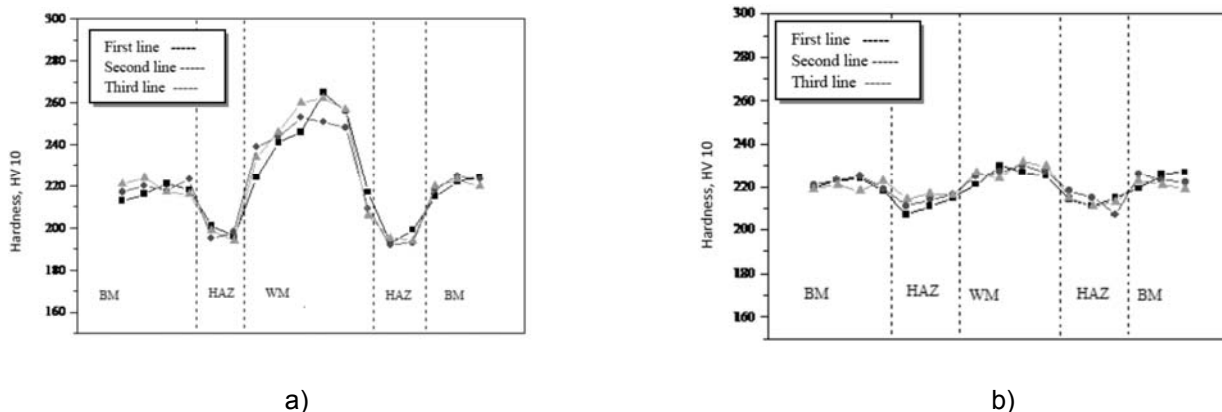 300
First line
Second line
Third line
280
260
240
220
200
180
160
Hardness, HV 10
BM
HAZ
WM
HAZ
BM
a)
300
First line
Second line
Third line
280
260
240
220
200
180
160
Hardness, HV 10
BM
HAZ
WM
HAZ
BM
b)